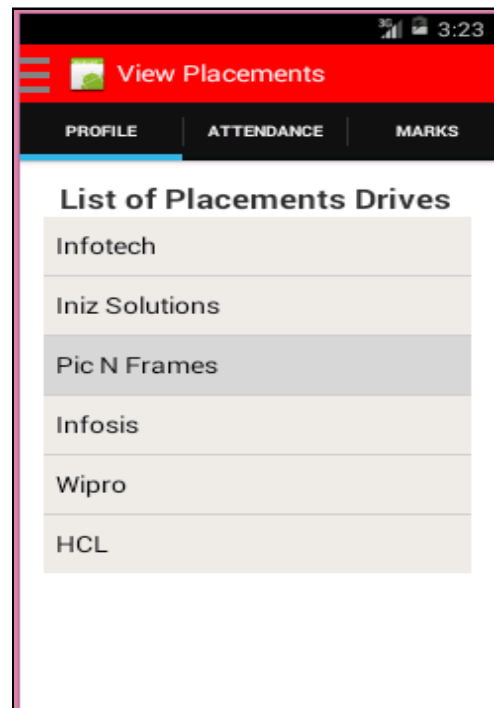 3G 3:23
View Placements
PROFILE ATTENDANCE MARKS
List of Placements Drives
Infotech
Iniz Solutions
Pic N Frames
Infosis
Wipro
HCL